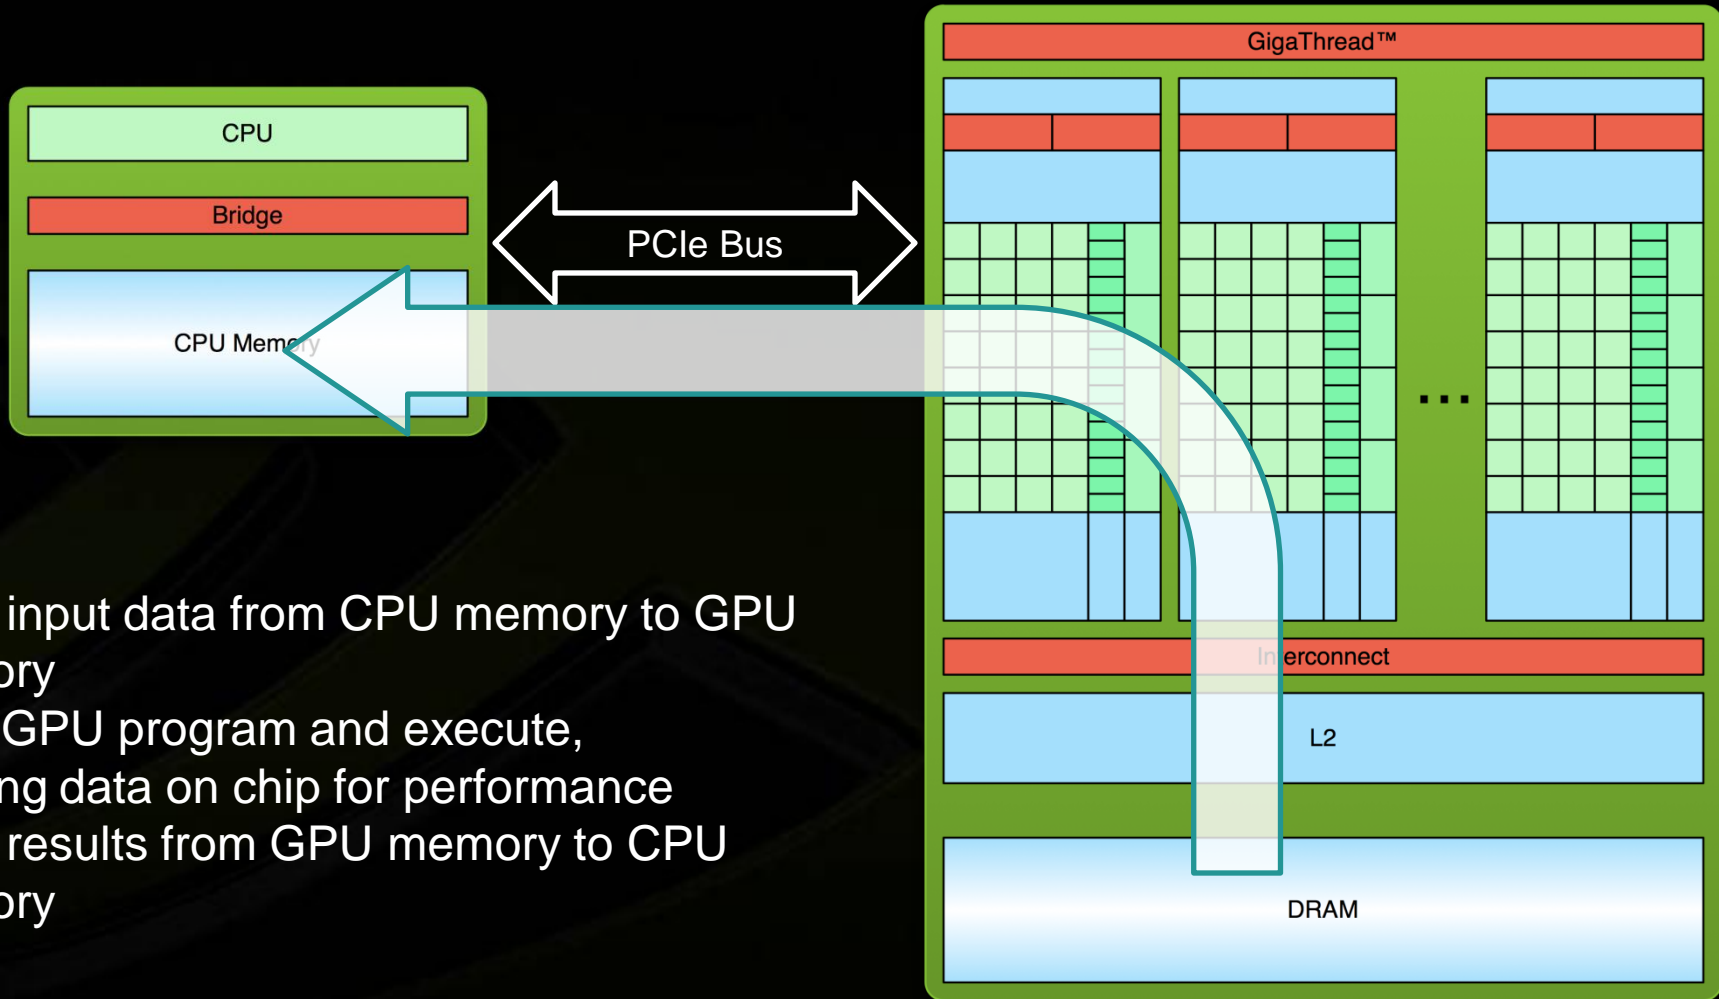 GigaThread™
CPU
Bridge
PCIe Bus
CPU Memory
...
input data from CPU memory to GPU
ory
GPU program and execute,
ng data on chip for performance
results from GPU memory to CPU
ory
Interconnect
L2
DRAM